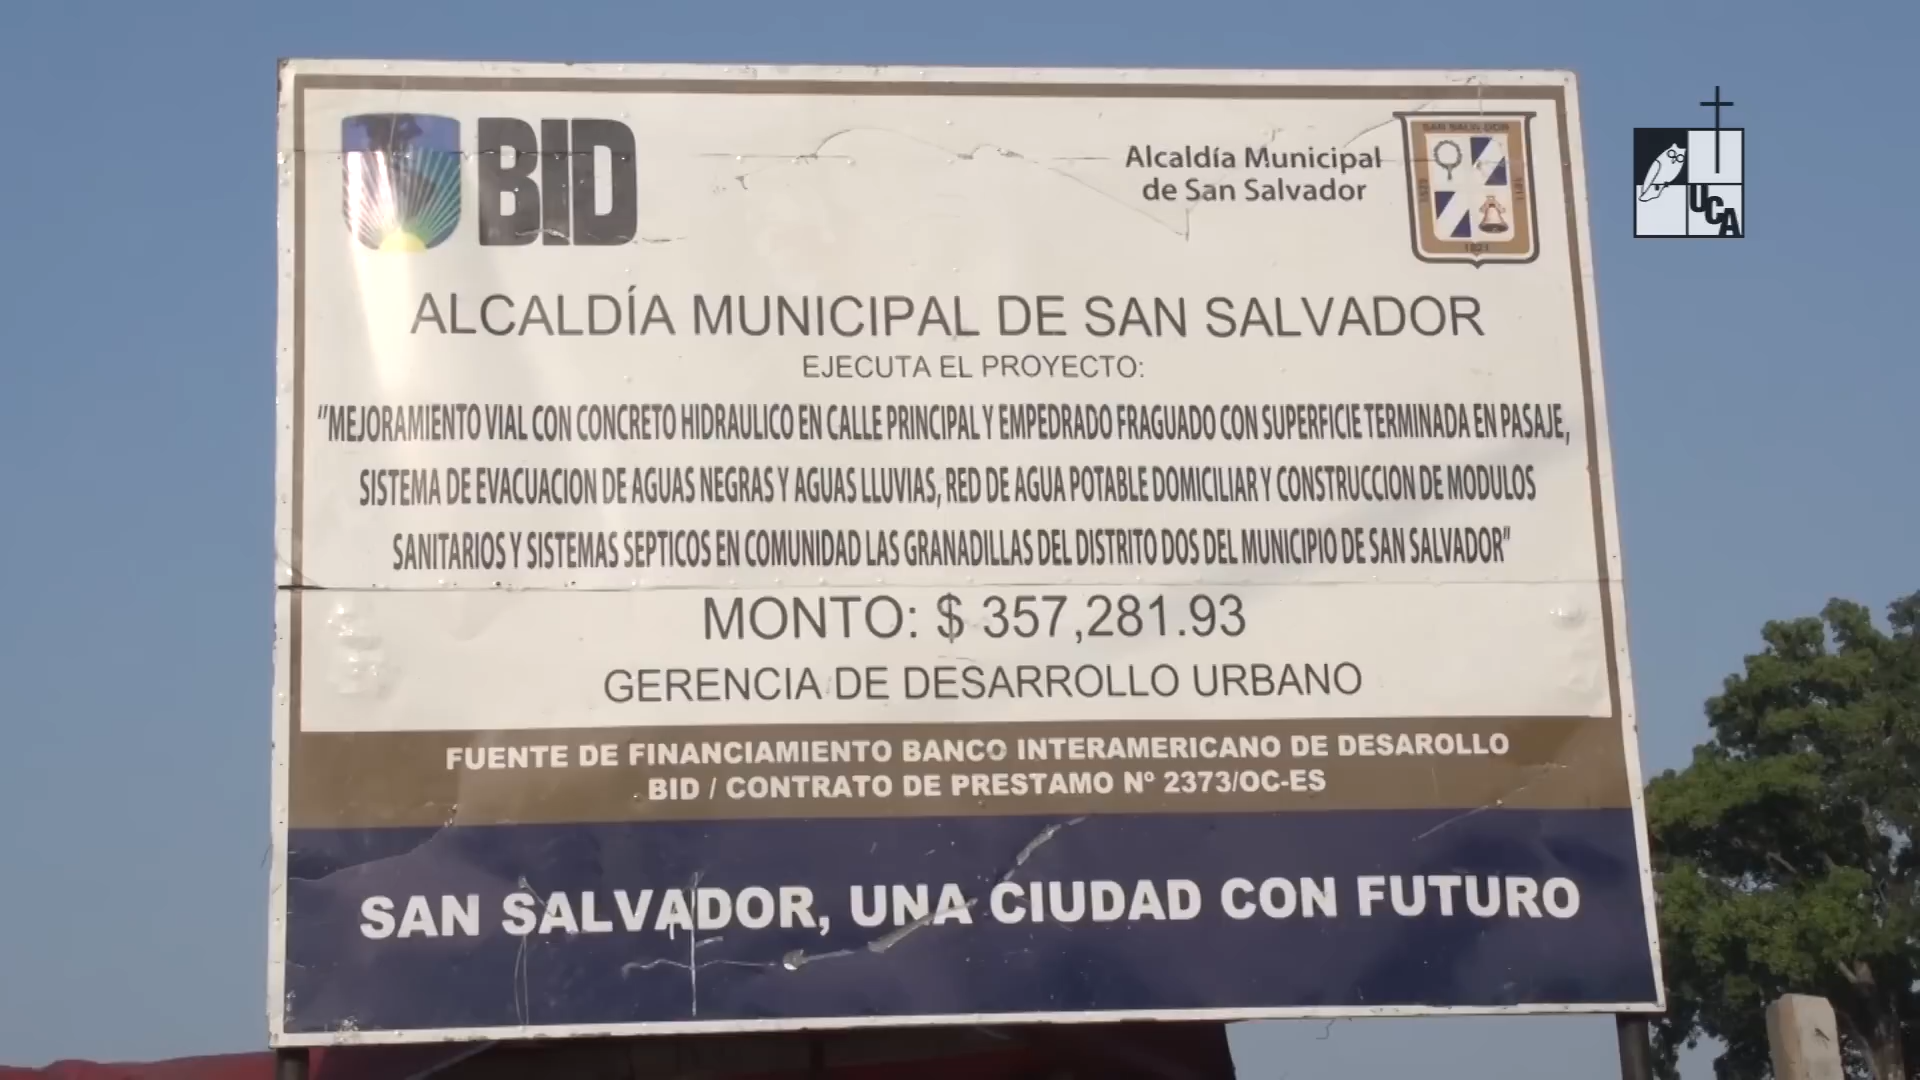 BID
Alcaldía Municipal
de San Salvador
SAN SALVADOR
1821
UCA
ALCALDÍA MUNICIPAL DE SAN SALVADOR
EJECUTA EL PROYECTO:
"MEJORAMIENTO VIAL CON CONCRETO HIDRAULICO EN CALLE PRINCIPAL Y EMPEDRADO FRAGUADO CON SUPERFICIE TERMINADA EN PASAJE,
SISTEMA DE EVACUACION DE AGUAS NEGRAS Y AGUAS LLUVIAS, RED DE AGUA POTABLE DOMICILIAR Y CONSTRUCCION DE MODULOS
SANITARIOS Y SISTEMAS SEPTICOS EN COMUNIDAD LAS GRANADILLAS DEL DISTRITO DOS DEL MUNICIPIO DE SAN SALVADOR"
MONTO: $ 357,281.93
GERENCIA DE DESARROLLO URBANO
FUENTE DE FINANCIAMIENTO BANCO INTERAMERICANO DE DESAROLLO
BID / CONTRATO DE PRESTAMO Nº 2373/OC-ES
SAN SALVADOR, UNA CIUDAD CON FUTURO